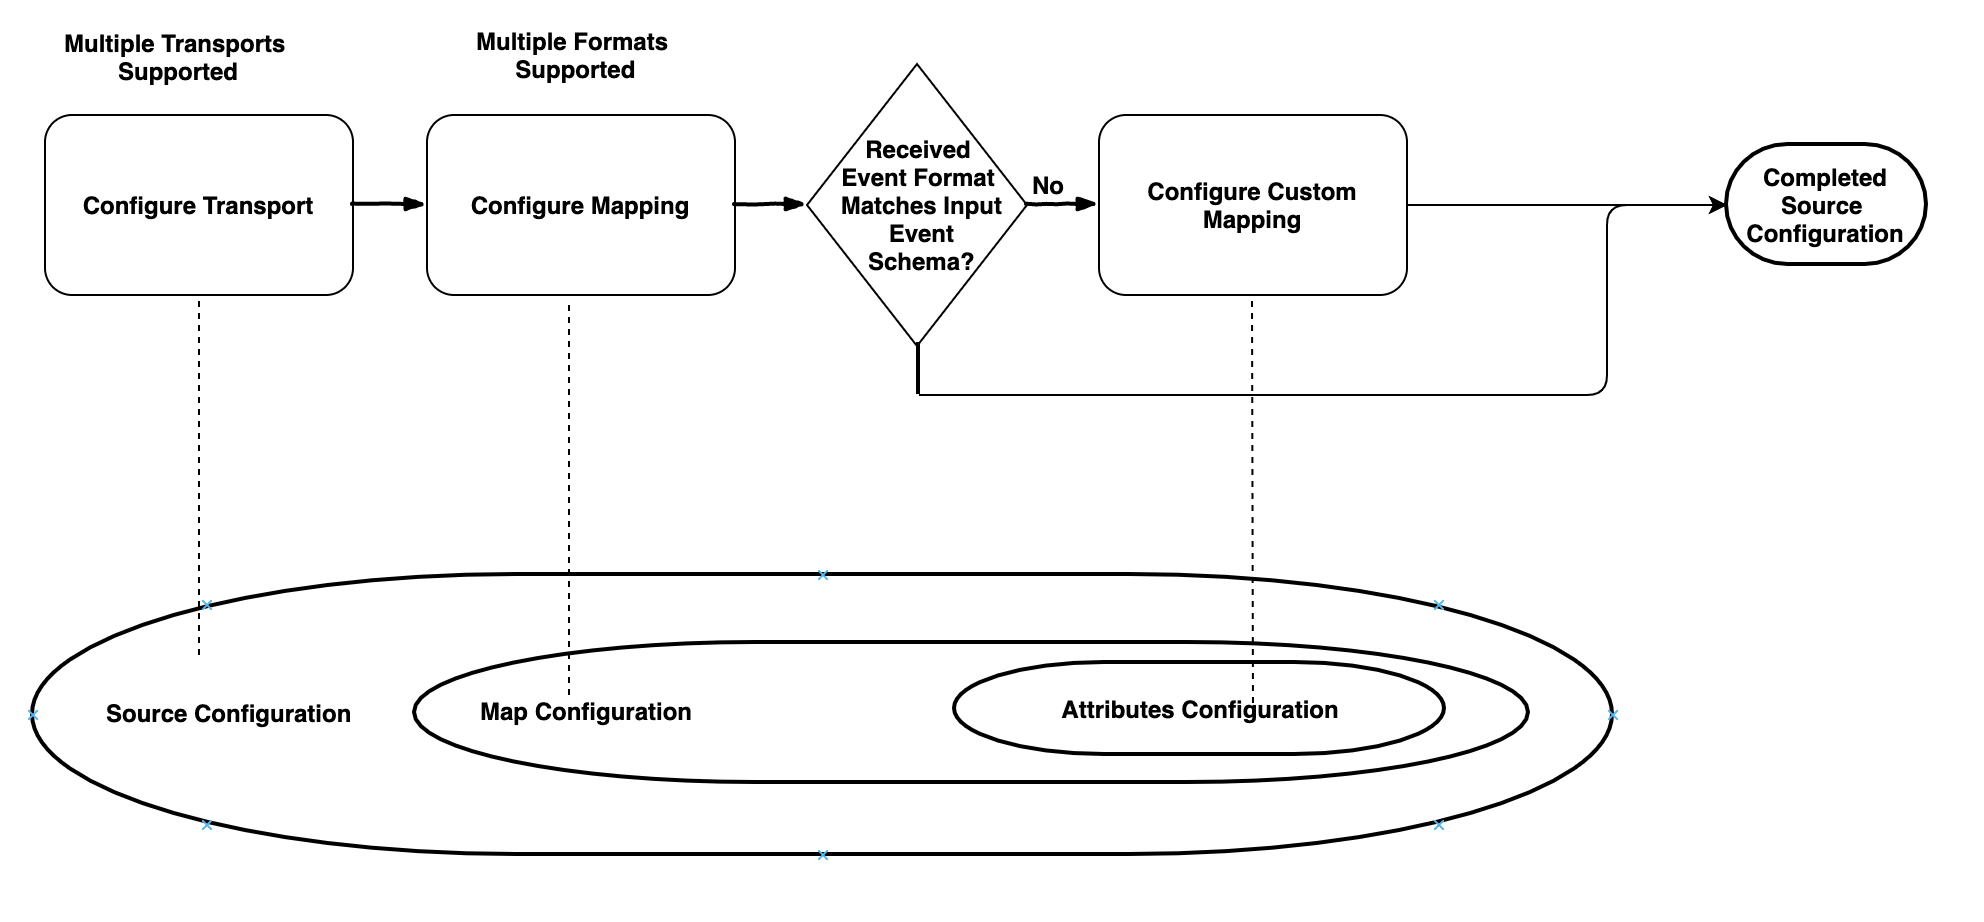 Multiple Transports
Supported
Multiple Formats
Supported
Configure Transport
Configure Mapping
Received
Event Format
Matches Input
Event
Schema?
No
Configure Custom
Mapping
Completed
Source
Configuration
Source Configuration
Map Configuration
Attributes Configuration